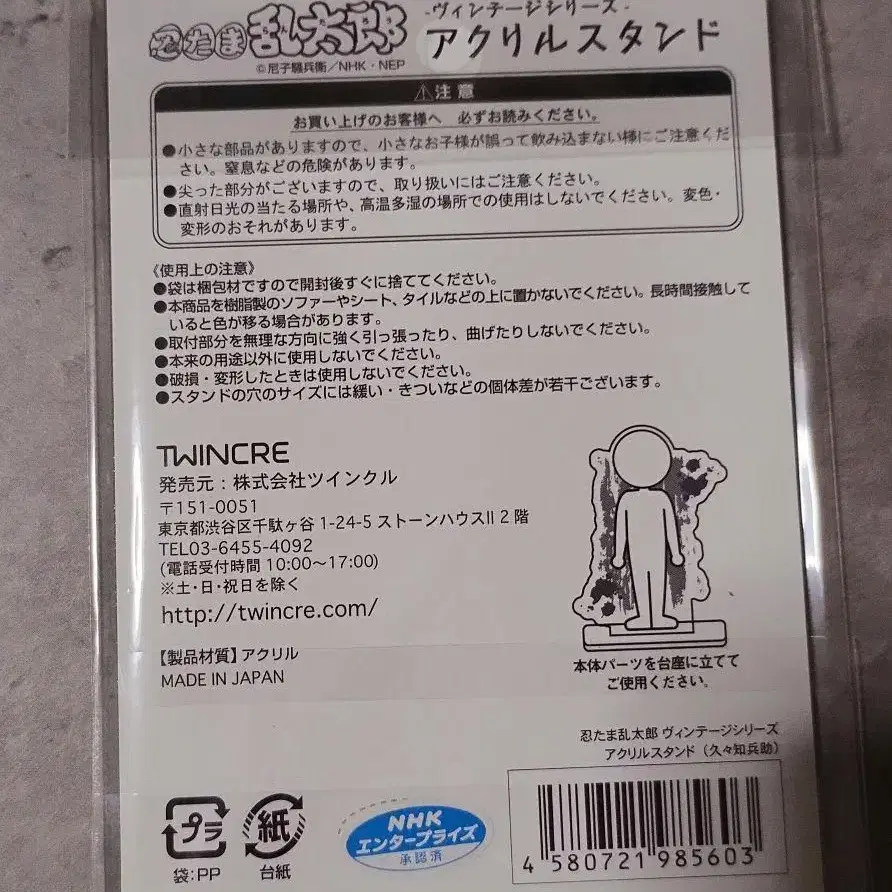 忍たま乱太郎 -ヴィンテージシリーズ- アクリルスタンド
©尼子騒兵衛/NHK・NEP
⚠注意
お買い上げのお客様へ 必ずお読みください。
●小さな部品がありますので、小さなお子様が誤って飲み込まない様にご注意くだ
さい。窒息などの危険があります。
●尖った部分がございますので、取り扱いにはご注意ください。
●直射日光の当たる場所や、高温多湿の場所での使用はしないでください。変色・
変形のおそれがあります。
《使用上の注意》
●袋は梱包材ですので開封後すぐに捨ててください。
●本商品を樹脂製のソファーやシート、タイルなどの上に置かないでください。長時間接触して
いると色が移る場合があります。
●取付部分を無理な方向に強く引っ張ったり、曲げたりしないでください。
●本来の用途以外に使用しないでください。
●破損・変形したときは使用しないでください。
●スタンドの穴のサイズには緩い・きついなどの個体差が若干ございます。
TWINCRE
発売元:株式会社ツインクル
〒151-0051
東京都渋谷区千駄ヶ谷 1-24-5 ストーンハウスII 2 階
TEL03-6455-4092
(電話受付時間 10:00～17:00)
※土・日・祝日を除く
http://twincre.com/
【製品材質】アクリル
MADE IN JAPAN
本体パーツを台座に立てて
ご使用ください。
忍たま乱太郎 ヴィンテージシリーズ
アクリルスタンド(久々知兵助)
プラ
袋:PP
紙
台紙
NHK
エンタープライズ
承認済
4 580721 985603